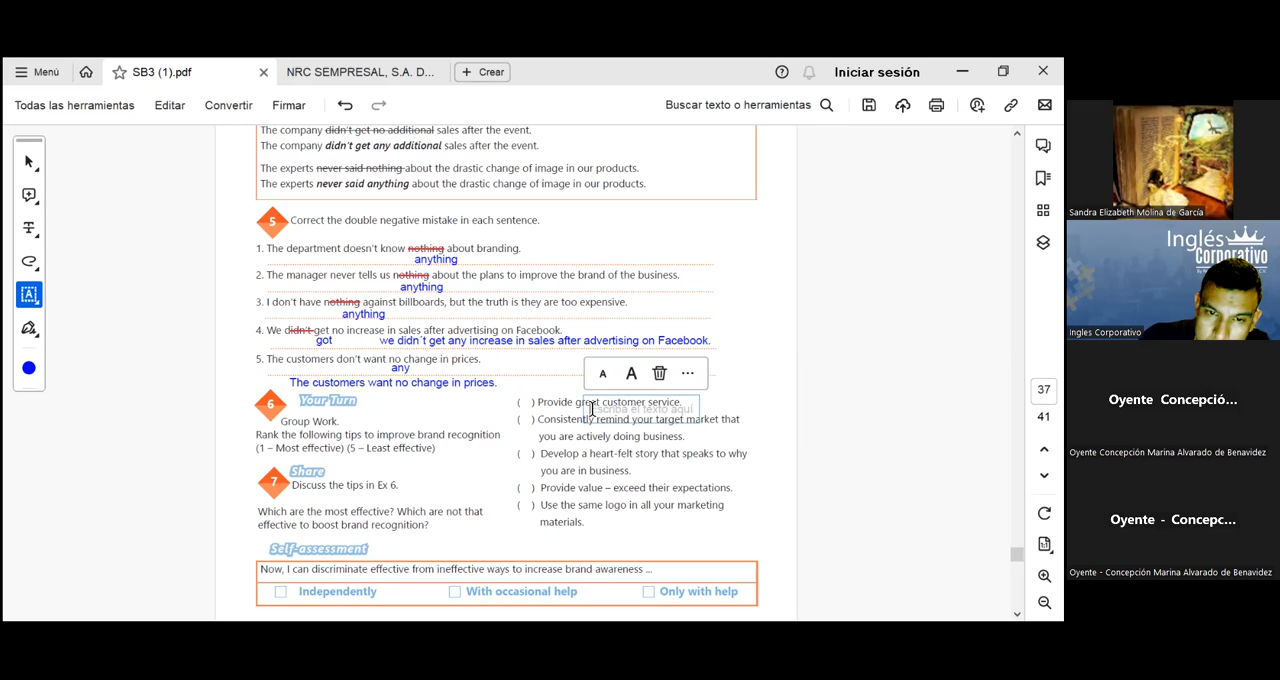 Menú
SB3 (1).pdf
NRC SEMPRESAL, S.A. D...
Crear
Iniciar sesión
Todas las herramientas
Editar
Convertir
Firmar
Buscar texto o herramientas
The company didn't get no additional sales after the event.
The company didn't get any additional sales after the event.
The experts never said nothing about the drastic change of image in our products.
The experts never said anything about the drastic change of image in our products.
5 Correct the double negative mistake in each sentence.
1. The department doesn't know nothing about branding.
anything
2. The manager never tells us nothing about the plans to improve the brand of the business.
anything
3. I don't have nothing against billboards, but the truth is they are too expensive.
anything
4. We didn't get no increase in sales after advertising on Facebook.
got we didn´t get any increase in sales after advertising on Facebook.
5. The customers don't want no change in prices.
any
The customers want no change in prices.
6 Your Turn
Group Work.
Rank the following tips to improve brand recognition
(1 – Most effective) (5 – Least effective)
7 Share
Discuss the tips in Ex 6.
Which are the most effective? Which are not that
effective to boost brand recognition?
A A ...
( ) Provide great customer service.
Escriba el texto aquí
( ) Consistently remind your target market that
you are actively doing business.
( ) Develop a heart-felt story that speaks to why
you are in business.
( ) Provide value – exceed their expectations.
( ) Use the same logo in all your marketing
materials.
Self-assessment
Now, I can discriminate effective from ineffective ways to increase brand awareness ...
Independently
With occasional help
Only with help
37
41
Sandra Elizabeth Molina de García
Inglés
Corporativo
Ingles Corporativo
Oyente Concepció...
Oyente Concepción Marina Alvarado de Benavidez
Oyente - Concepc...
Oyente - Concepción Marina Alvarado de Benavidez